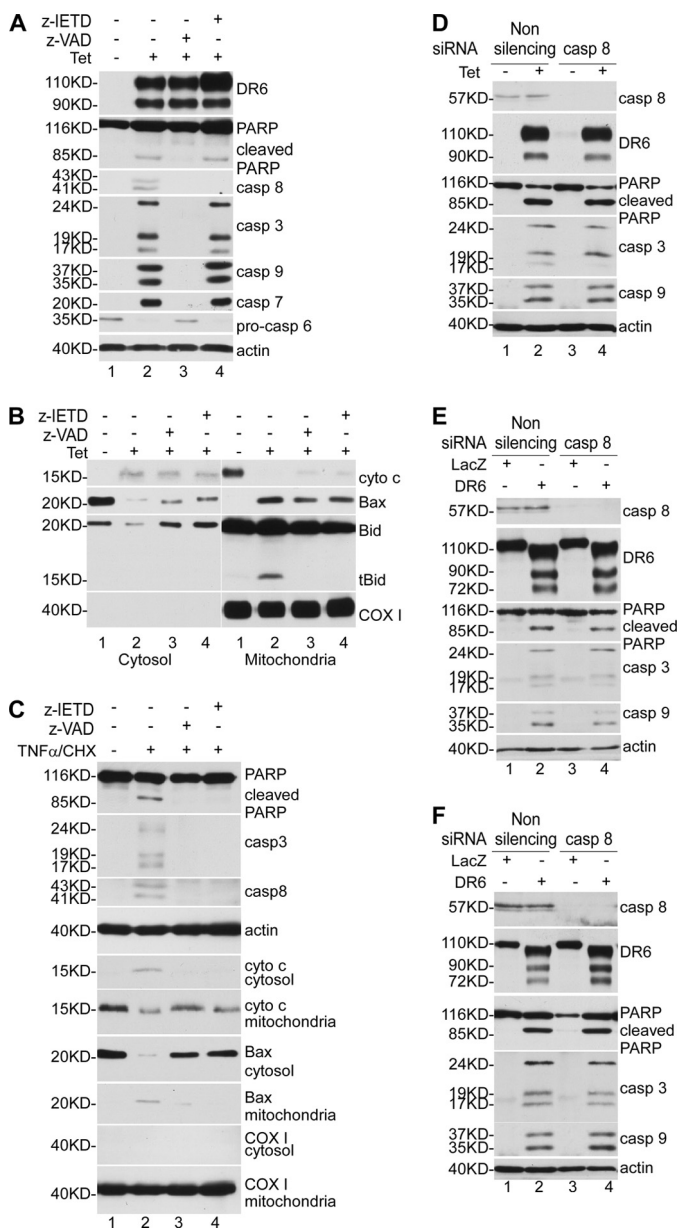 A
z-IETD - - - +
z-VAD - - + -
Tet - + + +
110KD-
DR6
90KD-
116KD-
PARP
cleaved
85KD-
PARP
43KD-
41KD-
casp 8
24KD-
casp 3
19KD-
17KD-
37KD-
casp 9
35KD-
20KD-
casp 7
35KD-
pro-casp 6
40KD-
actin
1 2 3 4
B
z-IETD - - - + - - - +
z-VAD - - + - - - + -
Tet - + + + - + + +
15KD-
cyto c
20KD-
Bax
20KD-
Bid
15KD-
tBid
40KD-
COX I
1 2 3 4 1 2 3 4
Cytosol Mitochondria
C
z-IETD - - - +
z-VAD - - + -
TNFα/CHX - + + +
116KD-
PARP
cleaved
85KD-
PARP
24KD-
casp3
19KD-
17KD-
43KD-
casp8
41KD-
40KD-
actin
15KD-
cyto c
cytosol
15KD-
cyto c
mitochondria
20KD-
Bax
cytosol
20KD-
Bax
mitochondria
40KD-
COX I
cytosol
40KD-
COX I
mitochondria
1 2 3 4
D
Non
siRNA silencing casp 8
Tet - + - +
57KD-
casp 8
110KD-
DR6
90KD-
116KD-
PARP
cleaved
85KD-
PARP
24KD-
casp 3
19KD-
17KD-
37KD-
casp 9
35KD-
40KD-
actin
1 2 3 4
E
Non
siRNA silencing casp 8
LacZ + - + -
DR6 - + - +
57KD-
casp 8
110KD-
DR6
90KD-
72KD-
116KD-
PARP
cleaved
85KD-
PARP
24KD-
casp 3
19KD-
17KD-
37KD-
casp 9
35KD-
40KD-
actin
1 2 3 4
F
Non
siRNA silencing casp 8
LacZ + - + -
DR6 - + - +
57KD-
casp 8
110KD-
DR6
90KD-
72KD-
116KD-
PARP
cleaved
85KD-
PARP
24KD-
casp 3
19KD-
17KD-
37KD-
casp 9
35KD-
40KD-
actin
1 2 3 4